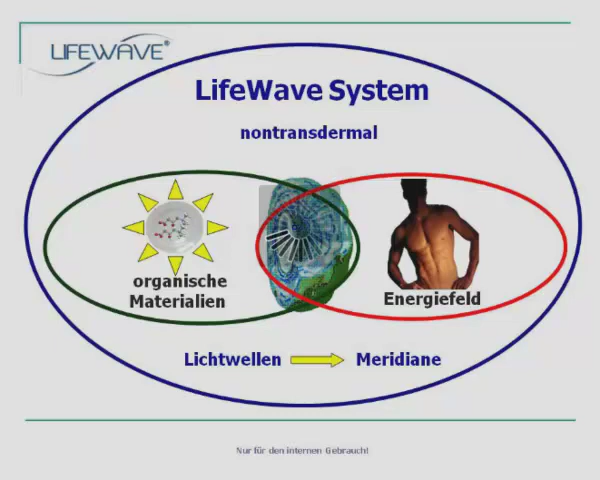 LIFEWAVE®
LifeWave System
nontransdermal
organische
Materialien
Energiefeld
Lichtwellen
Meridiane
Nur für den internen Gebrauch!